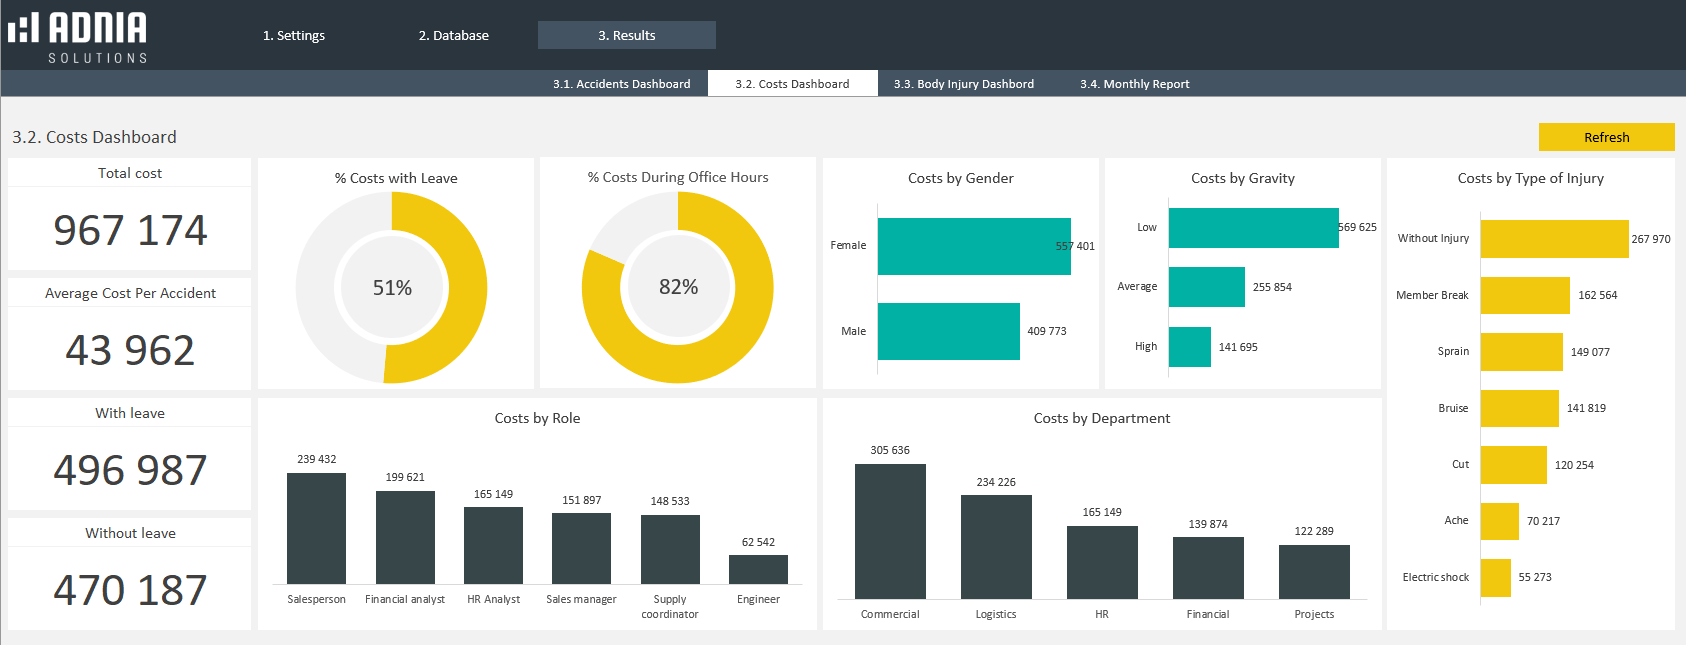 ADNIA
SOLUTIONS
1. Settings
2. Database
3. Results
3.1. Accidents Dashboard
3.2. Costs Dashboard
3.3. Body Injury Dashbord
3.4. Monthly Report
3.2. Costs Dashboard
Refresh
Total cost
967 174
Average Cost Per Accident
43 962
With leave
496 987
Without leave
470 187
% Costs with Leave
51%
% Costs During Office Hours
82%
Costs by Gender
Female
557 401
Male
409 773
Costs by Gravity
Low
569 625
Average
255 854
High
141 695
Costs by Type of Injury
Without Injury
267 970
Member Break
162 564
Sprain
149 077
Bruise
141 819
Cut
120 254
Ache
70 217
Electric shock
55 273
Costs by Role
239 432
199 621
165 149
151 897
148 533
62 542
Salesperson
Financial analyst
HR Analyst
Sales manager
Supply
coordinator
Engineer
Costs by Department
305 636
234 226
165 149
139 874
122 289
Commercial
Logistics
HR
Financial
Projects